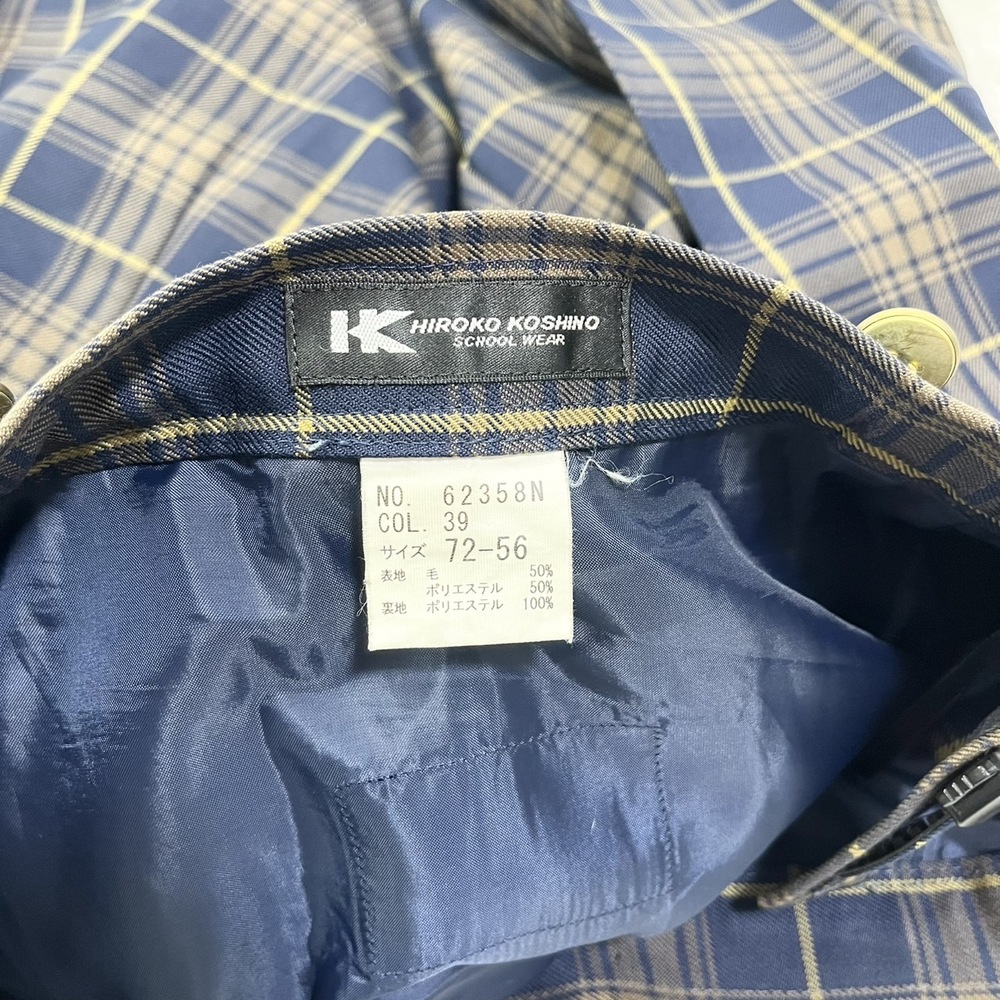 HK HIROKO KOSHINO
SCHOOL WEAR
NO. 62358N
COL. 39
サイズ 72-56
表地 毛 50%
ポリエステル 50%
裏地 ポリエステル 100%